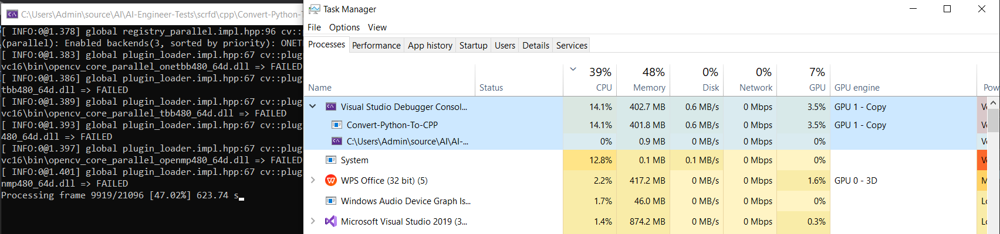 C:\Users\Admin\source\AI\AI-Engineer-Tests\scrfd\cpp\Convert-Python-T
[ INFO:0@1.378] global registry_parallel.impl.hpp:96 cv::
(parallel): Enabled backends(3, sorted by priority): ONET
[ INFO:0@1.383] global plugin_loader.impl.hpp:67 cv::plug
vc16\bin\opencv_core_parallel_onetbb480_64d.dll => FAILED
[ INFO:0@1.386] global plugin_loader.impl.hpp:67 cv::plug
tbb480_64d.dll => FAILED
[ INFO:0@1.389] global plugin_loader.impl.hpp:67 cv::plug
vc16\bin\opencv_core_parallel_tbb480_64d.dll => FAILED
[ INFO:0@1.393] global plugin_loader.impl.hpp:67 cv::plug
480_64d.dll => FAILED
[ INFO:0@1.397] global plugin_loader.impl.hpp:67 cv::plug
vc16\bin\opencv_core_parallel_openmp480_64d.dll => FAILED
[ INFO:0@1.401] global plugin_loader.impl.hpp:67 cv::plug
nmp480_64d.dll => FAILED
Processing frame 9919/21096 [47.02%] 623.74 s
Task Manager
File Options View
Processes Performance App history Startup Users Details Services
39% 48% 0% 0% 7%
Name Status CPU Memory Disk Network GPU GPU engine Pow
Visual Studio Debugger Consol... 14.1% 402.7 MB 0.6 MB/s 0 Mbps 3.5% GPU 1 - Copy
Convert-Python-To-CPP 14.1% 401.8 MB 0.6 MB/s 0 Mbps 3.5% GPU 1 - Copy
C:\Users\Admin\source\AI\AI-... 0% 0.9 MB 0 MB/s 0 Mbps 0%
System 12.8% 0.1 MB 0.1 MB/s 0 Mbps 0%
WPS Office (32 bit) (5) 2.2% 417.2 MB 0 MB/s 0 Mbps 1.6% GPU 0 - 3D
Windows Audio Device Graph Is... 1.7% 46.0 MB 0 MB/s 0 Mbps 0%
Microsoft Visual Studio 2019 (3... 1.4% 874.2 MB 0 MB/s 0 Mbps 0.3%